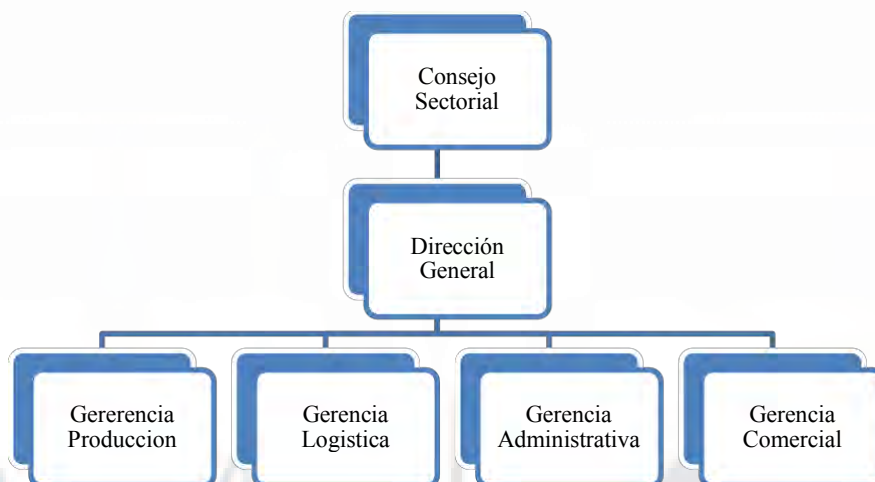 Consejo
Sectorial
Dirección
General
Gererencia
Produccion
Gerencia
Logistica
Gerencia
Administrativa
Gerencia
Comercial